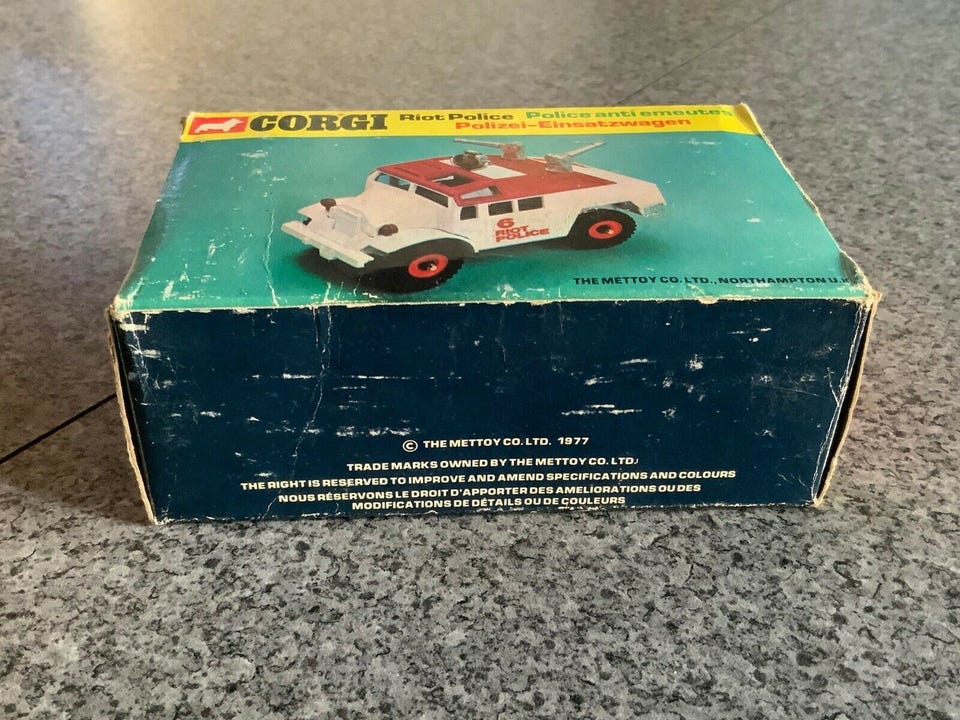 CORGI Riot Police Police anti emeutes
Polizei-Einsatzwagen
6
RIOT
POLICE
THE METTOY CO. LTD., NORTHAMPTON U.K.
© THE METTOY CO. LTD. 1977
TRADE MARKS OWNED BY THE METTOY CO. LTD.
THE RIGHT IS RESERVED TO IMPROVE AND AMEND SPECIFICATIONS AND COLOURS
NOUS RÉSERVONS LE DROIT D'APPORTER DES AMELIORATIONS OU DES
MODIFICATIONS DE DÉTAILS OU DE COULEURS